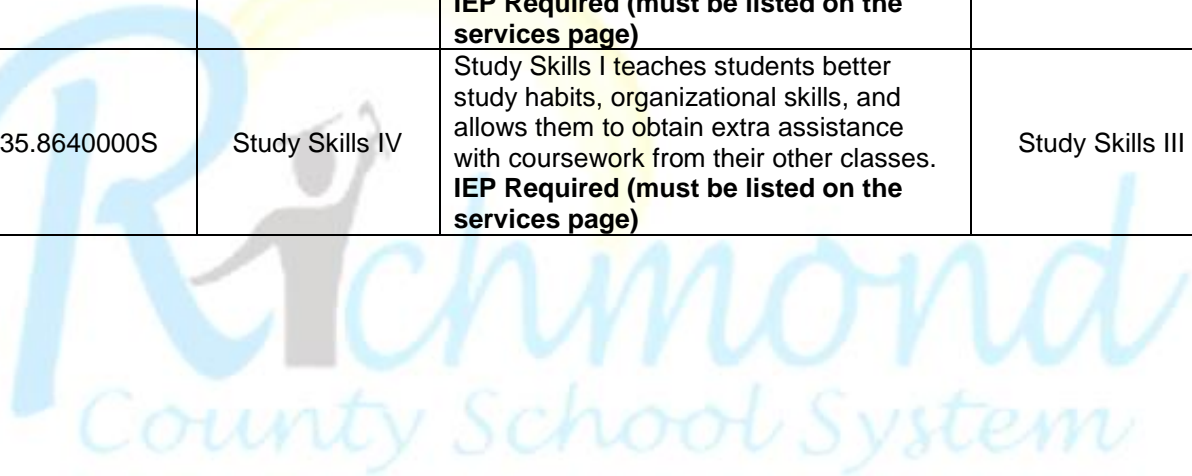 IEP Required (must be listed on the
services page)
35.8640000S
Study Skills IV
Study Skills I teaches students better
study habits, organizational skills, and
allows them to obtain extra assistance
with coursework from their other classes.
IEP Required (must be listed on the
services page)
Study Skills III
Richmond
County School System